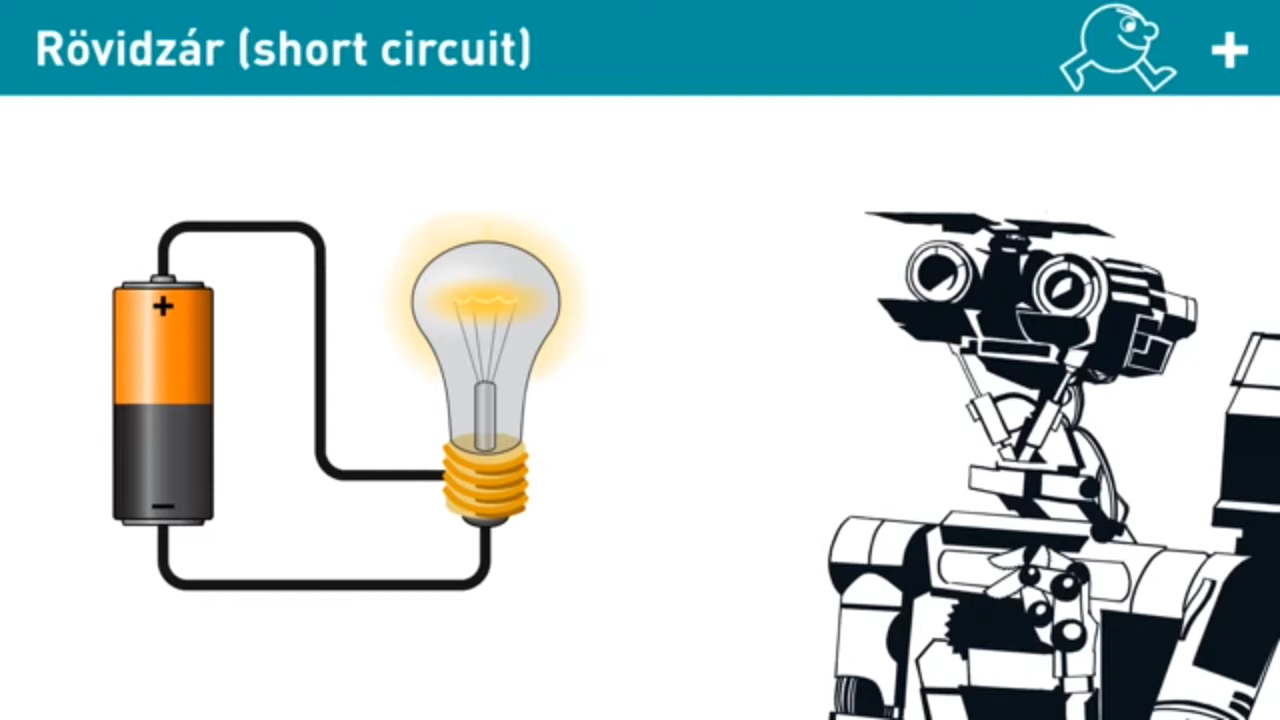 Rövidzár (short circuit)
+
+
−